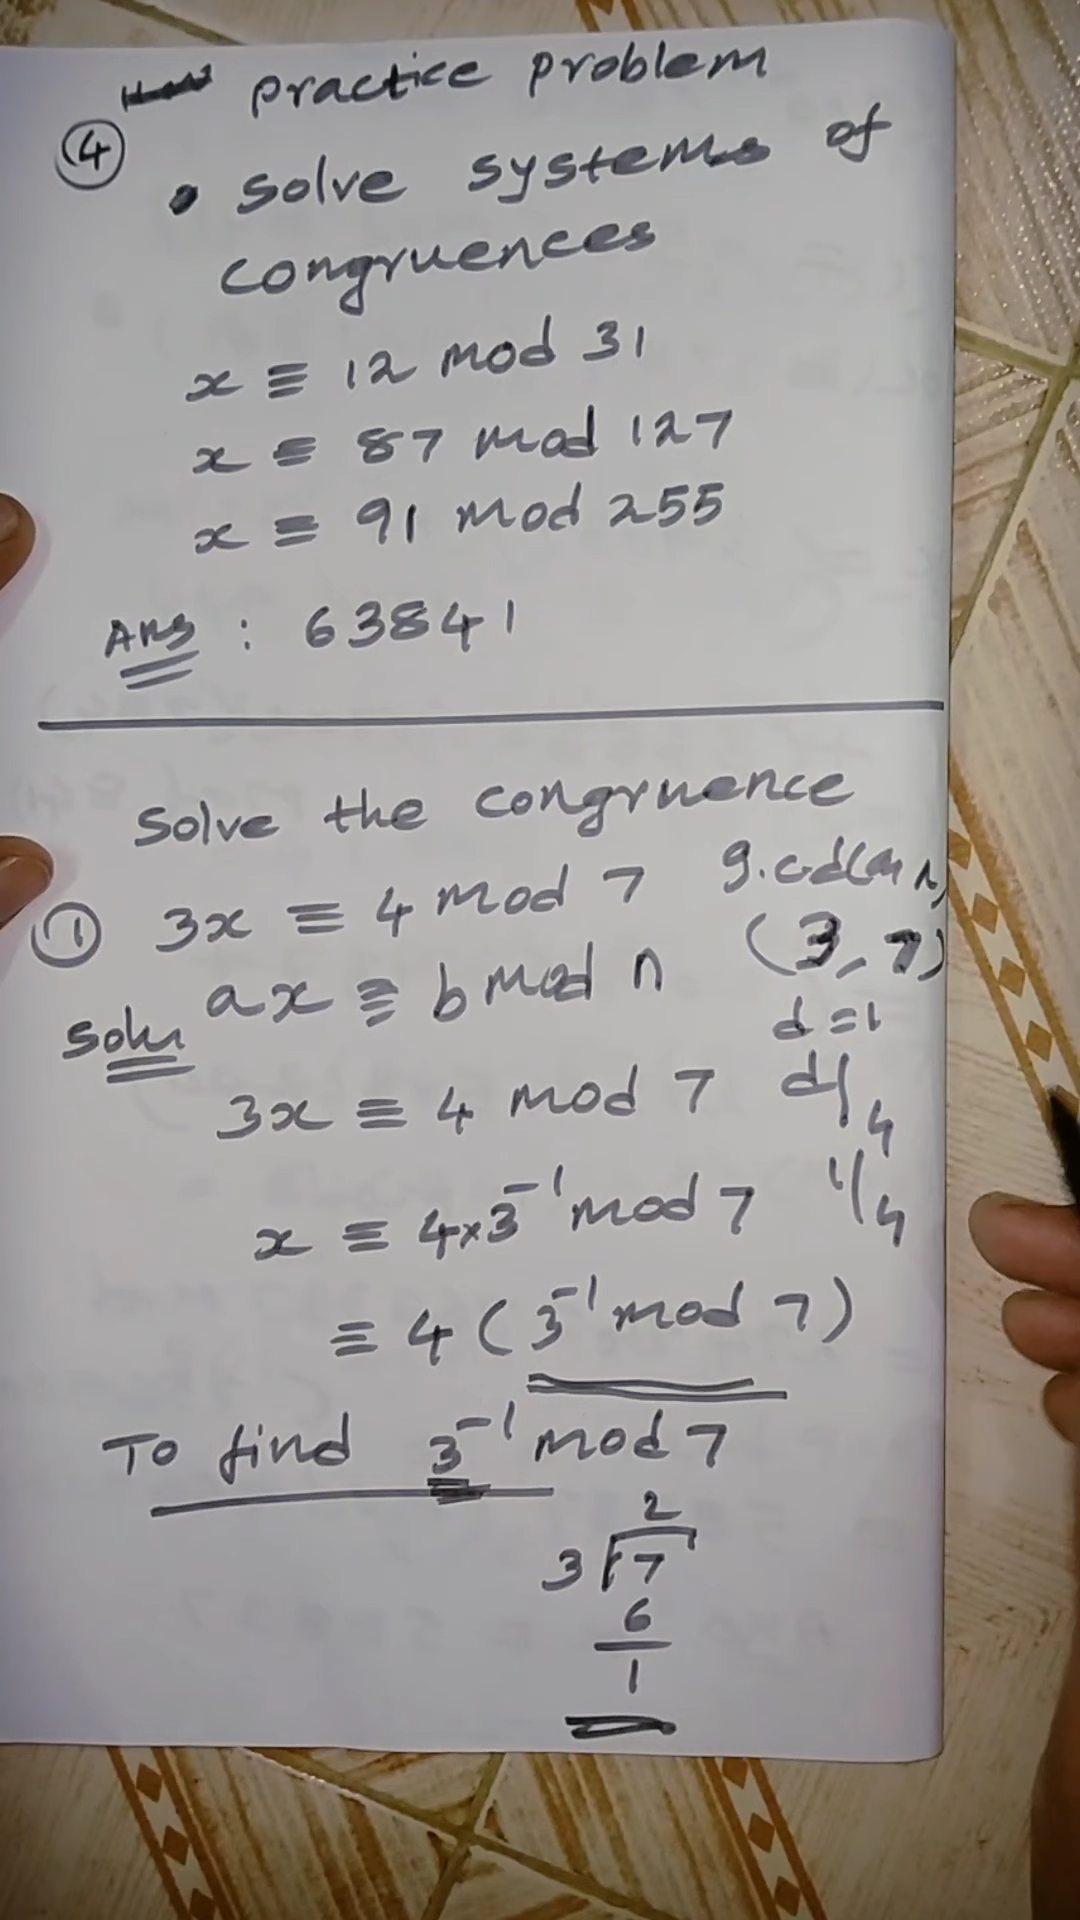 practice problem
④
• solve systems of
congruences
x ≡ 12 mod 31
x ≡ 87 mod 127
x ≡ 91 mod 255
Ans : 63841
Solve the congruence
① 3x ≡ 4 mod 7 g.cd(a, n)
ax ≡ b mod n (3, 7)
Soln d = 1
3x ≡ 4 mod 7 d/4
x ≡ 4×3⁻¹ mod 7 1/4
≡ 4 (3⁻¹ mod 7)
To find 3⁻¹ mod 7
2
3 7
6
1